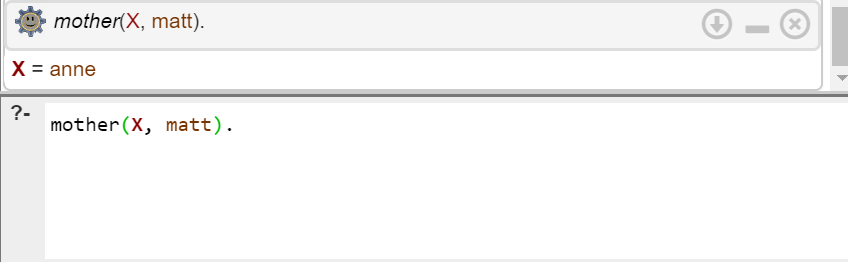 mother(X, matt).
X = anne
?- mother(X, matt).